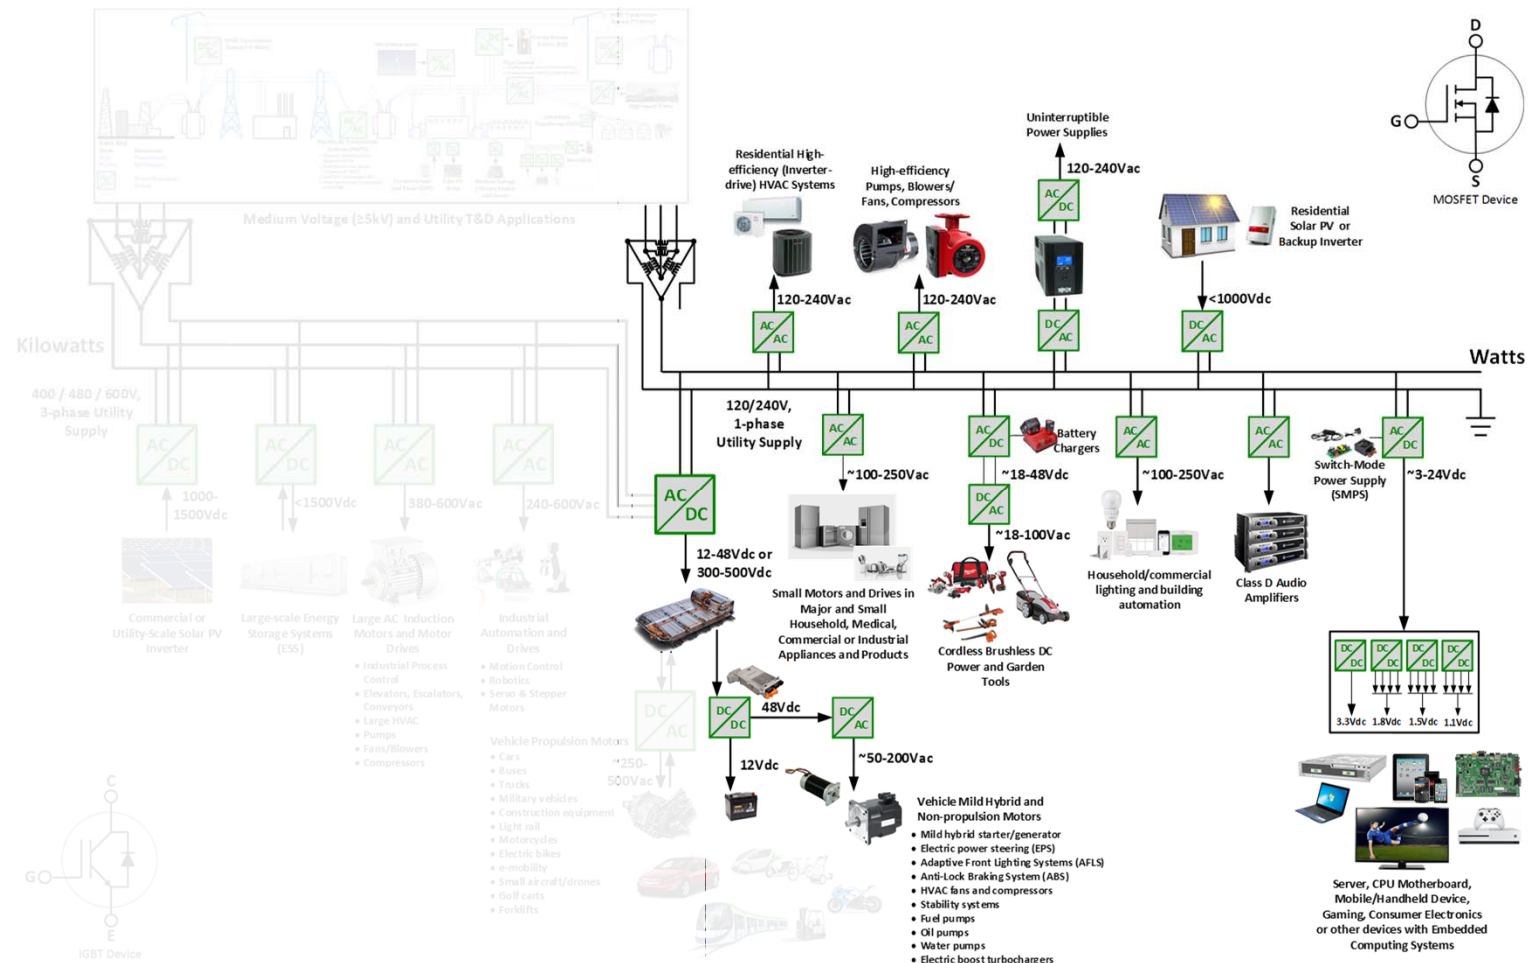 Medium Voltage (≥5kV) and Utility T&D Applications
Kilowatts
400 / 480 / 600V,
3-phase Utility
Supply
AC
DC
AC
DC
AC
AC
AC
AC
1000-
1500Vdc
<1500Vdc
380-600Vac
240-600Vac
Commercial or
Utility-Scale Solar PV
Inverter
Large-scale Energy
Storage Systems
(ESS)
Large AC Induction
Motors and Motor
Drives
• Industrial Process
Control
• Elevators, Escalators,
Conveyors
• Large HVAC
• Pumps
• Fans/Blowers
• Compressors
Industrial
Automation and
Drives
• Motion Control
• Robotics
• Servo & Stepper
Motors
Vehicle Propulsion Motors
• Cars
• Buses
• Trucks
• Military vehicles
• Construction equipment
• Light rail
• Motorcycles
• Electric bikes
• e-mobility
• Small aircraft/drones
• Golf carts
• Forklifts
DC
AC
~250-
500Vac
C
G
E
IGBT Device
Residential High-
efficiency (Inverter-
drive) HVAC Systems
120-240Vac
AC
AC
High-efficiency
Pumps, Blowers/
Fans, Compressors
120-240Vac
AC
AC
Uninterruptible
Power Supplies
120-240Vac
AC
DC
DC
AC
Residential
Solar PV or
Backup Inverter
<1000Vdc
DC
AC
D
G
S
MOSFET Device
Watts
120/240V,
1-phase
Utility Supply
AC
DC
12-48Vdc or
300-500Vdc
DC
DC
48Vdc
DC
AC
12Vdc
~50-200Vac
Vehicle Mild Hybrid and
Non-propulsion Motors
• Mild hybrid starter/generator
• Electric power steering (EPS)
• Adaptive Front Lighting Systems (AFLS)
• Anti-Lock Braking System (ABS)
• HVAC fans and compressors
• Stability systems
• Fuel pumps
• Oil pumps
• Water pumps
• Electric boost turbochargers
AC
AC
~100-250Vac
Small Motors and Drives in
Major and Small
Household, Medical,
Commercial or Industrial
Appliances and Products
AC
DC
Battery
Chargers
~18-48Vdc
DC
AC
~18-100Vac
Cordless Brushless DC
Power and Garden
Tools
AC
AC
~100-250Vac
Household/commercial
lighting and building
automation
AC
AC
Class D Audio
Amplifiers
AC
DC
Switch-Mode
Power Supply
(SMPS)
~3-24Vdc
DC
DC
DC
DC
DC
DC
DC
DC
3.3Vdc
1.8Vdc
1.5Vdc
1.1Vdc
Server, CPU Motherboard,
Mobile/Handheld Device,
Gaming, Consumer Electronics
or other devices with Embedded
Computing Systems